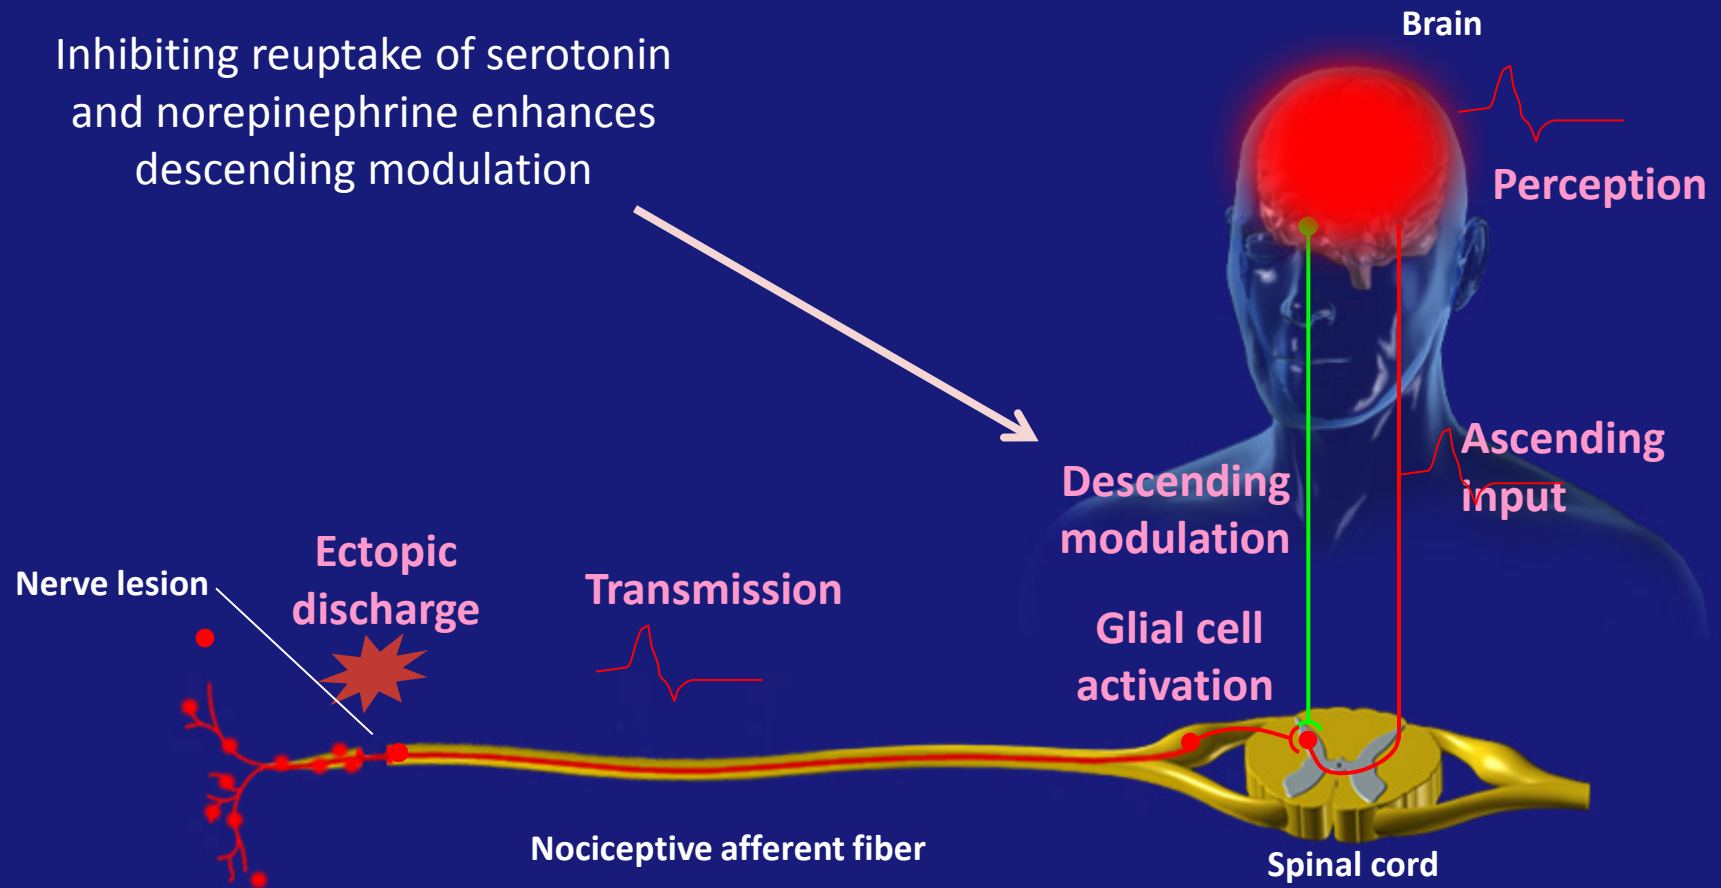 Inhibiting reuptake of serotonin
and norepinephrine enhances
descending modulation
Brain
Perception
Ascending
input
Descending
modulation
Ectopic
discharge
Nerve lesion
Transmission
Glial cell
activation
Nociceptive afferent fiber
Spinal cord